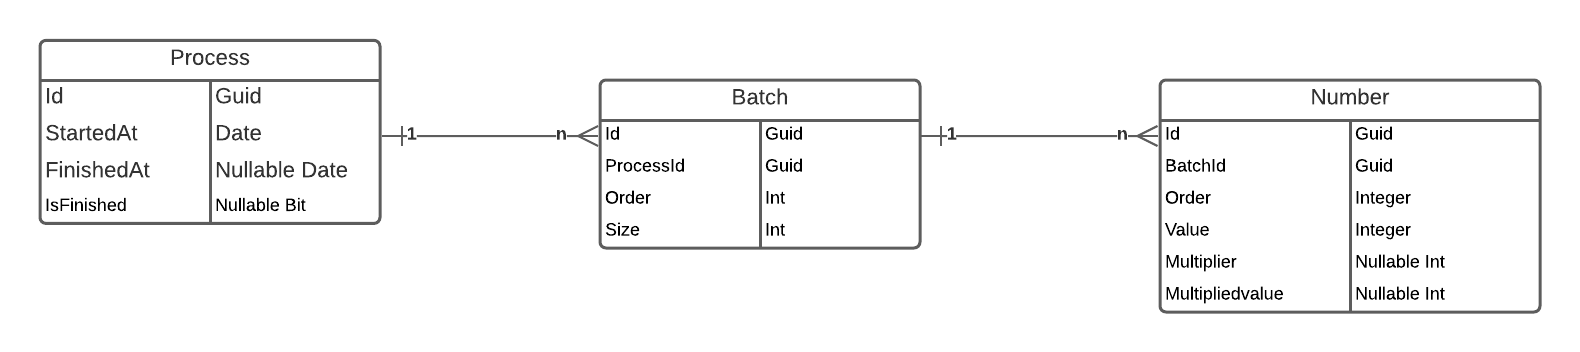 Process
Id Guid
StartedAt Date
FinishedAt Nullable Date
IsFinished Nullable Bit
1 n
Batch
Id Guid
ProcessId Guid
Order Int
Size Int
1 n
Number
Id Guid
BatchId Guid
Order Integer
Value Integer
Multiplier Nullable Int
Multipliedvalue Nullable Int